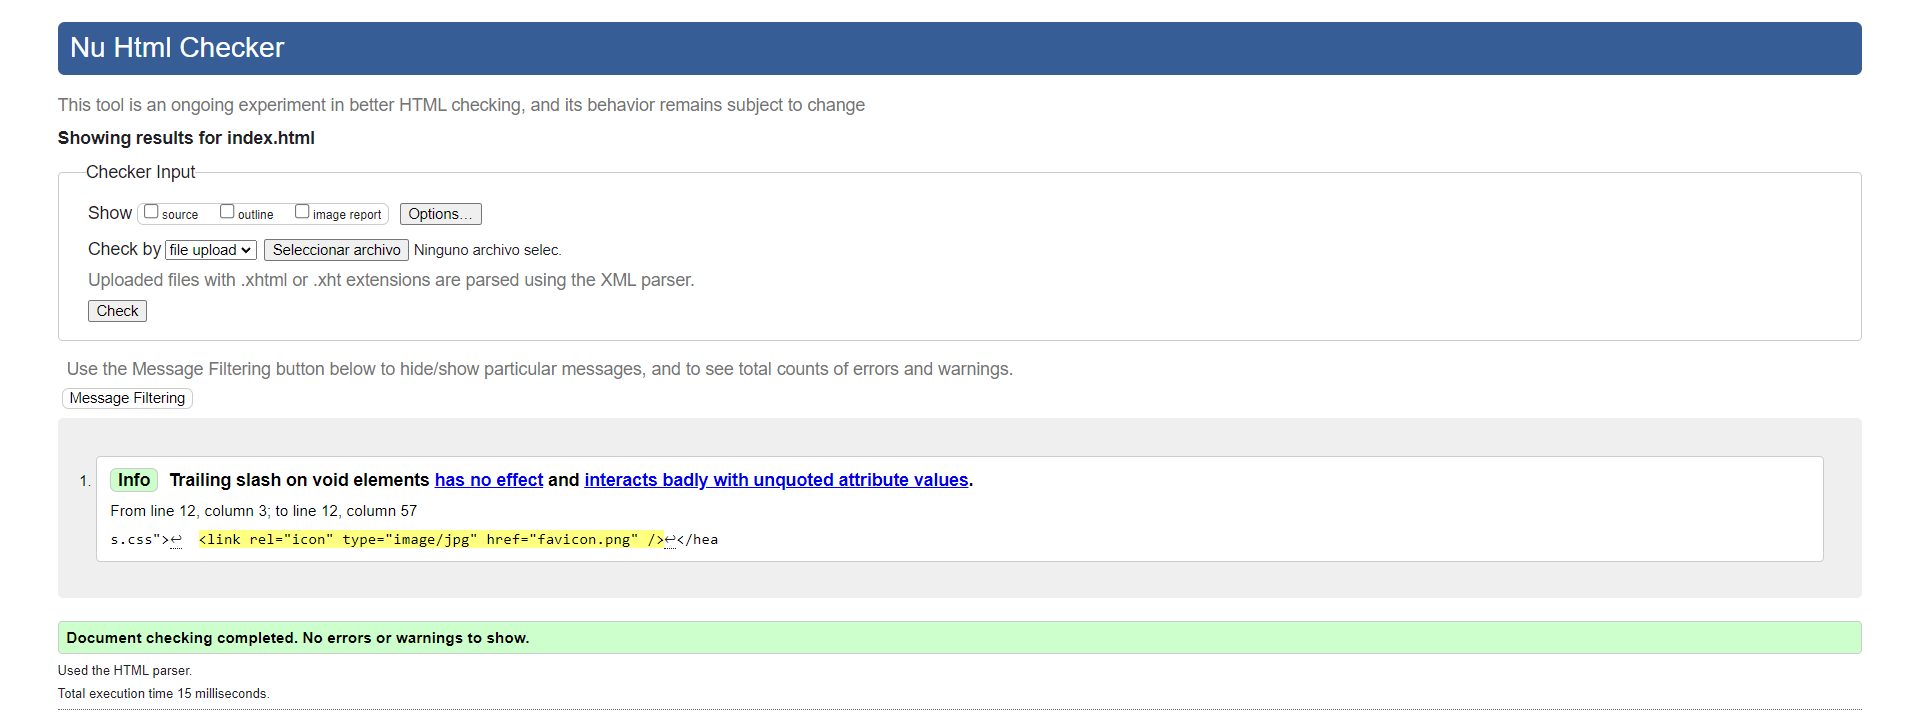 Nu Html Checker
This tool is an ongoing experiment in better HTML checking, and its behavior remains subject to change
Showing results for index.html
Checker Input
Show source outline image report Options...
Check by file upload Seleccionar archivo Ninguno archivo selec.
Uploaded files with .xhtml or .xht extensions are parsed using the XML parser.
Check
Use the Message Filtering button below to hide/show particular messages, and to see total counts of errors and warnings.
Message Filtering
1. Info Trailing slash on void elements has no effect and interacts badly with unquoted attribute values.
From line 12, column 3; to line 12, column 57
s.css">↩ <link rel="icon" type="image/jpg" href="favicon.png" />↩</hea
Document checking completed. No errors or warnings to show.
Used the HTML parser.
Total execution time 15 milliseconds.